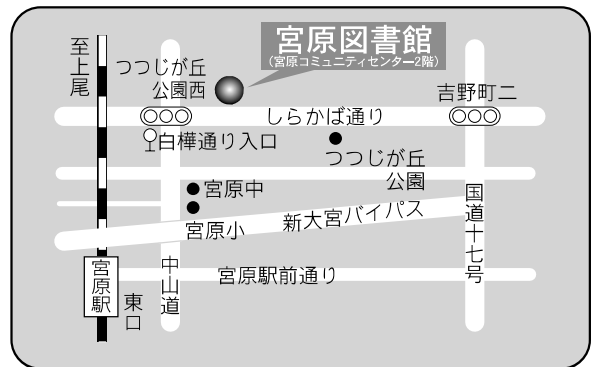 宮原図書館
（宮原コミュニティセンター2階）
至上尾
つつじが丘
公園西
吉野町二
しらかば通り
白樺通り入口
つつじが丘
公園
宮原中
宮原小
新大宮バイパス
国道十七号
中山道
宮原駅前通り
宮原駅
東口